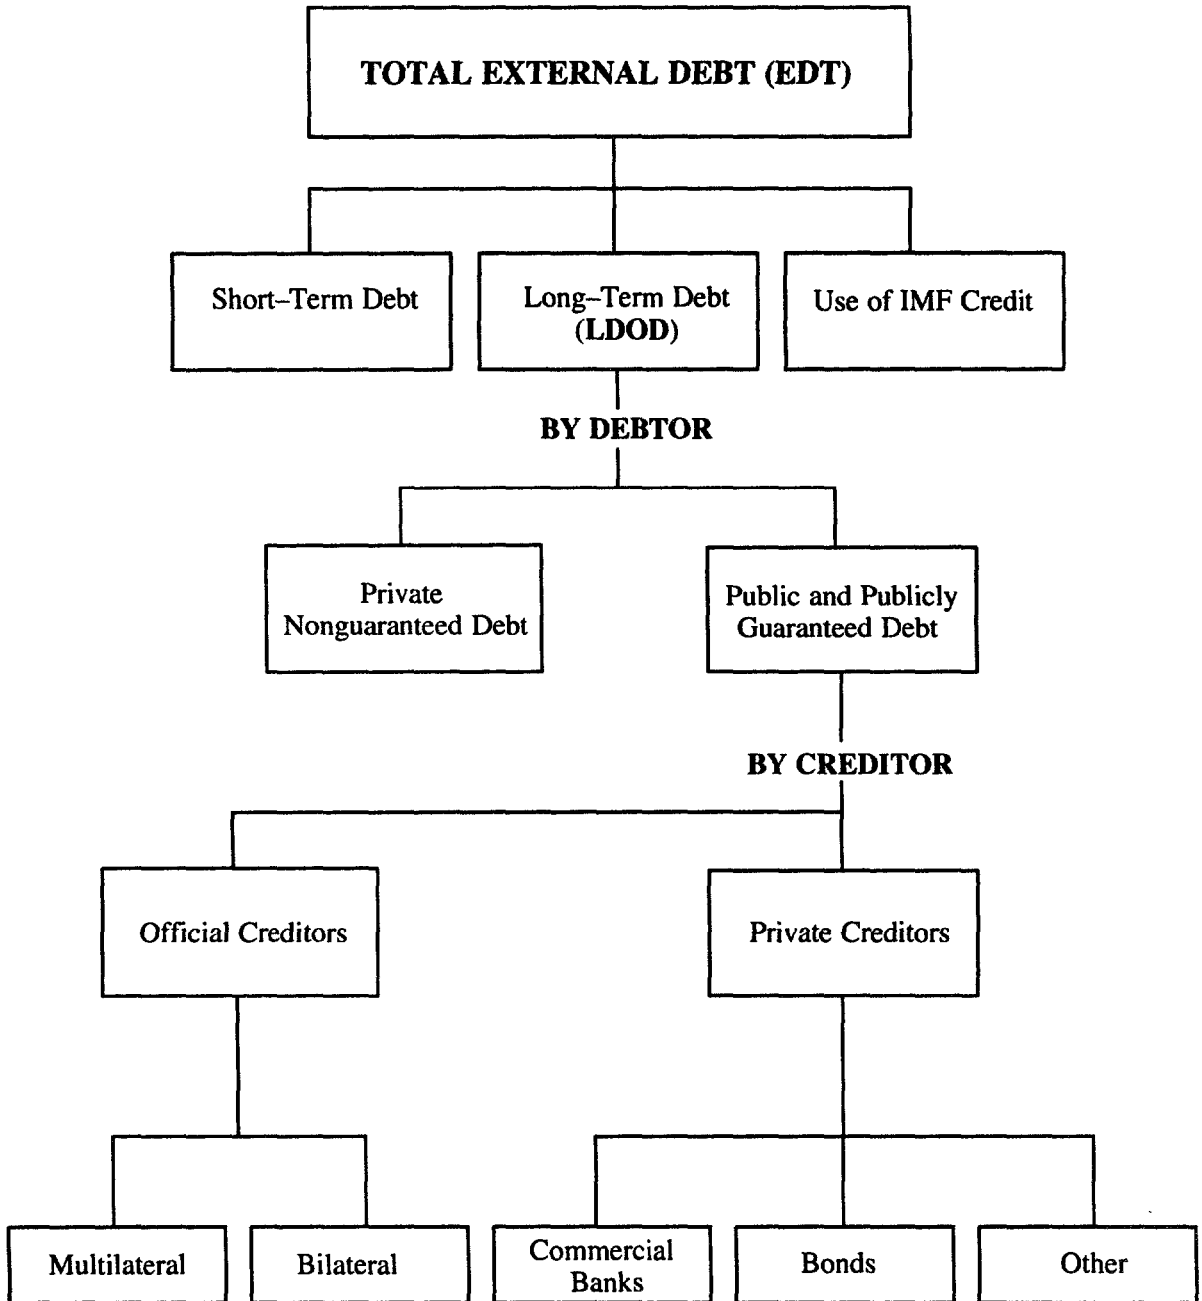 TOTAL EXTERNAL DEBT (EDT)
Short–Term Debt
Long–Term Debt
(LDOD)
Use of IMF Credit
BY DEBTOR
Private
Nonguaranteed Debt
Public and Publicly
Guaranteed Debt
BY CREDITOR
Official Creditors
Private Creditors
Multilateral
Bilateral
Commercial
Banks
Bonds
Other